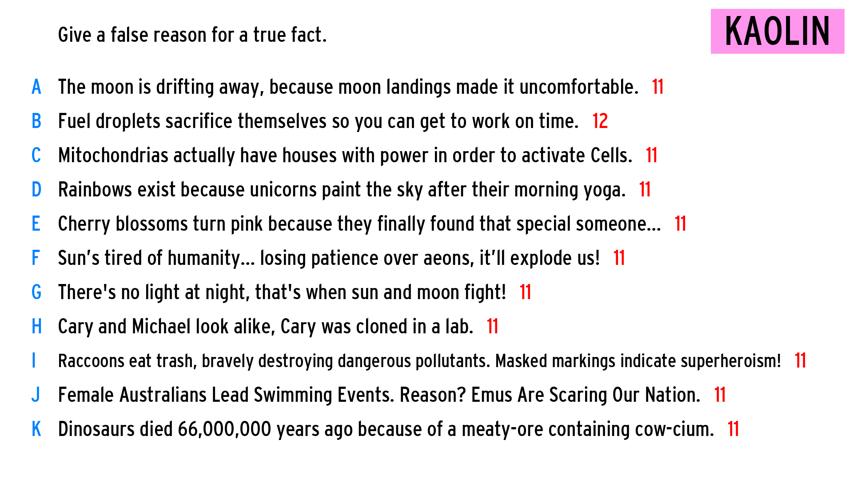 Give a false reason for a true fact.
KAOLIN
A The moon is drifting away, because moon landings made it uncomfortable. 11
B Fuel droplets sacrifice themselves so you can get to work on time. 12
C Mitochondrias actually have houses with power in order to activate Cells. 11
D Rainbows exist because unicorns paint the sky after their morning yoga. 11
E Cherry blossoms turn pink because they finally found that special someone... 11
F Sun's tired of humanity... losing patience over aeons, it'll explode us! 11
G There's no light at night, that's when sun and moon fight! 11
H Cary and Michael look alike, Cary was cloned in a lab. 11
I Raccoons eat trash, bravely destroying dangerous pollutants. Masked markings indicate superheroism! 11
J Female Australians Lead Swimming Events. Reason? Emus Are Scaring Our Nation. 11
K Dinosaurs died 66,000,000 years ago because of a meaty-ore containing cow-cium. 11